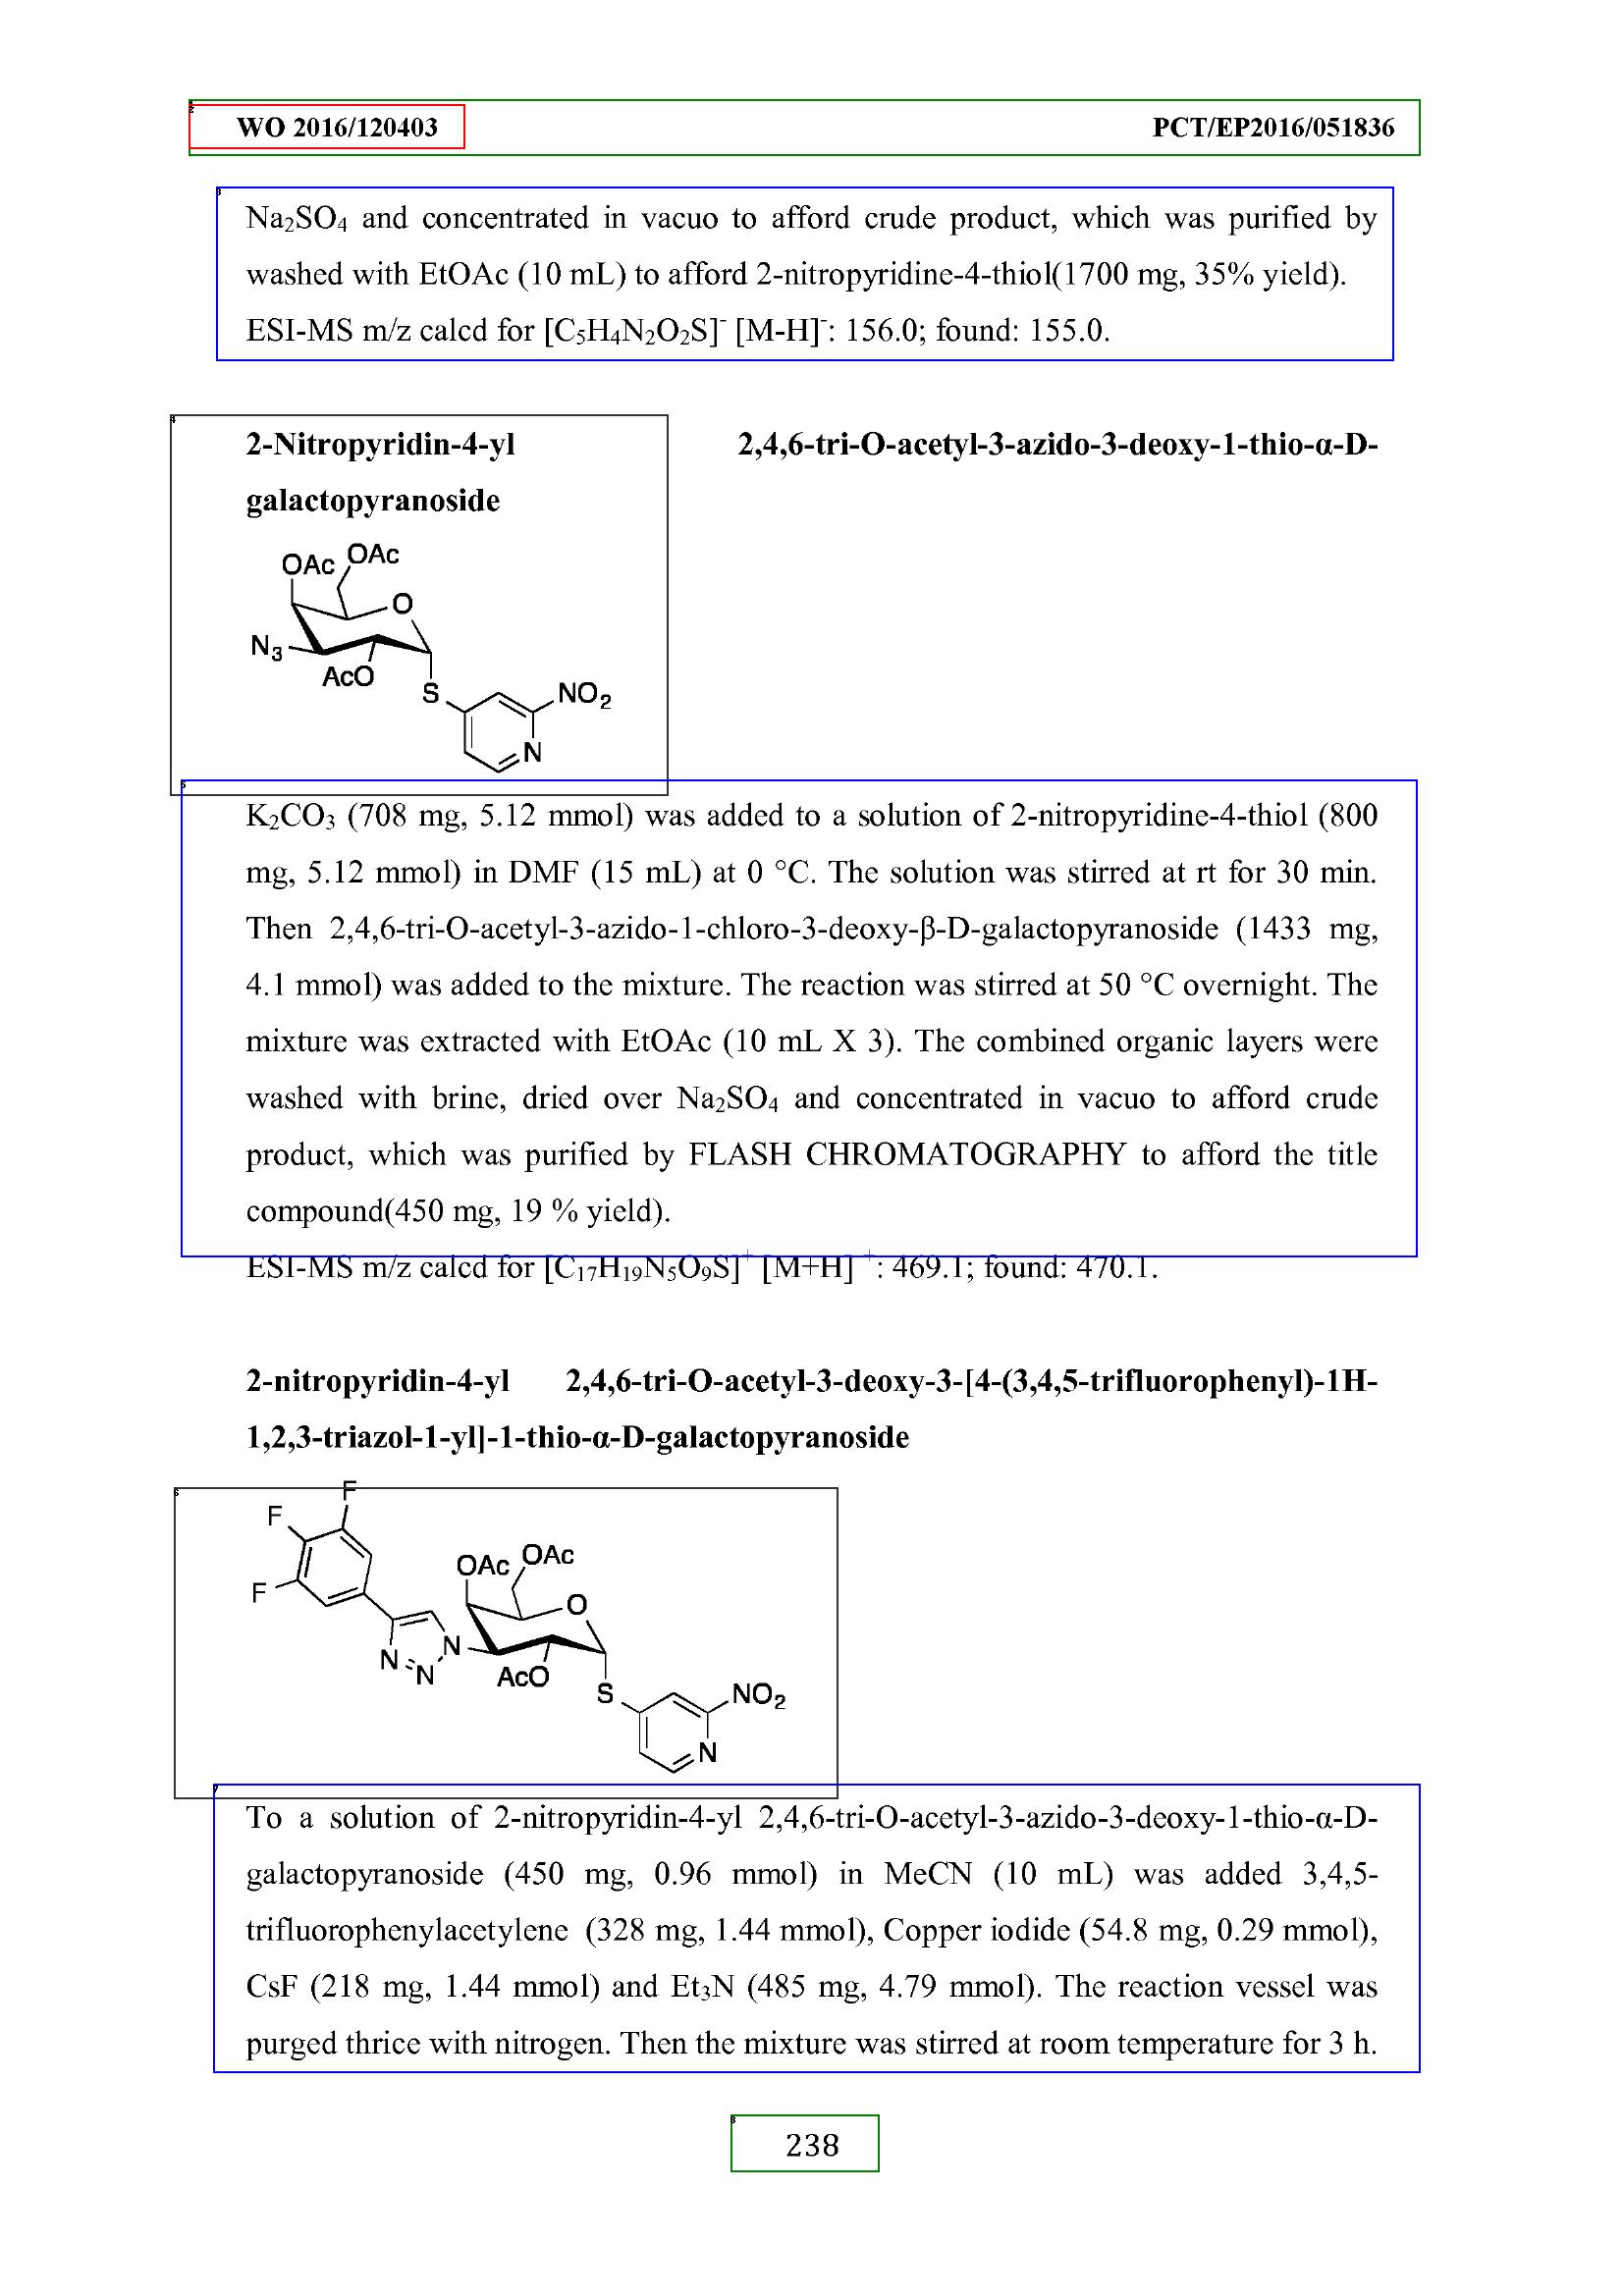 WO 2016/120403 PCT/EP2016/051836
Na2SO4 and concentrated in vacuo to afford crude product, which was purified by
washed with EtOAc (10 mL) to afford 2-nitropyridine-4-thiol(1700 mg, 35% yield).
ESI-MS m/z calcd for [C5H4N2O2S]- [M-H]-: 156.0; found: 155.0.
2-Nitropyridin-4-yl 2,4,6-tri-O-acetyl-3-azido-3-deoxy-1-thio-α-D-
galactopyranoside
OAc OAc
O
N3
AcO
S NO2
N
K2CO3 (708 mg, 5.12 mmol) was added to a solution of 2-nitropyridine-4-thiol (800
mg, 5.12 mmol) in DMF (15 mL) at 0 °C. The solution was stirred at rt for 30 min.
Then 2,4,6-tri-O-acetyl-3-azido-1-chloro-3-deoxy-β-D-galactopyranoside (1433 mg,
4.1 mmol) was added to the mixture. The reaction was stirred at 50 °C overnight. The
mixture was extracted with EtOAc (10 mL X 3). The combined organic layers were
washed with brine, dried over Na2SO4 and concentrated in vacuo to afford crude
product, which was purified by FLASH CHROMATOGRAPHY to afford the title
compound(450 mg, 19 % yield).
ESI-MS m/z calcd for [C17H19N5O9S]+ [M+H] +: 469.1; found: 470.1.
2-nitropyridin-4-yl 2,4,6-tri-O-acetyl-3-deoxy-3-[4-(3,4,5-trifluorophenyl)-1H-
1,2,3-triazol-1-yl]-1-thio-α-D-galactopyranoside
F
F
OAc OAc
F O
N N N
AcO
S NO2
N
To a solution of 2-nitropyridin-4-yl 2,4,6-tri-O-acetyl-3-azido-3-deoxy-1-thio-α-D-
galactopyranoside (450 mg, 0.96 mmol) in MeCN (10 mL) was added 3,4,5-
trifluorophenylacetylene (328 mg, 1.44 mmol), Copper iodide (54.8 mg, 0.29 mmol),
CsF (218 mg, 1.44 mmol) and Et3N (485 mg, 4.79 mmol). The reaction vessel was
purged thrice with nitrogen. Then the mixture was stirred at room temperature for 3 h.
238